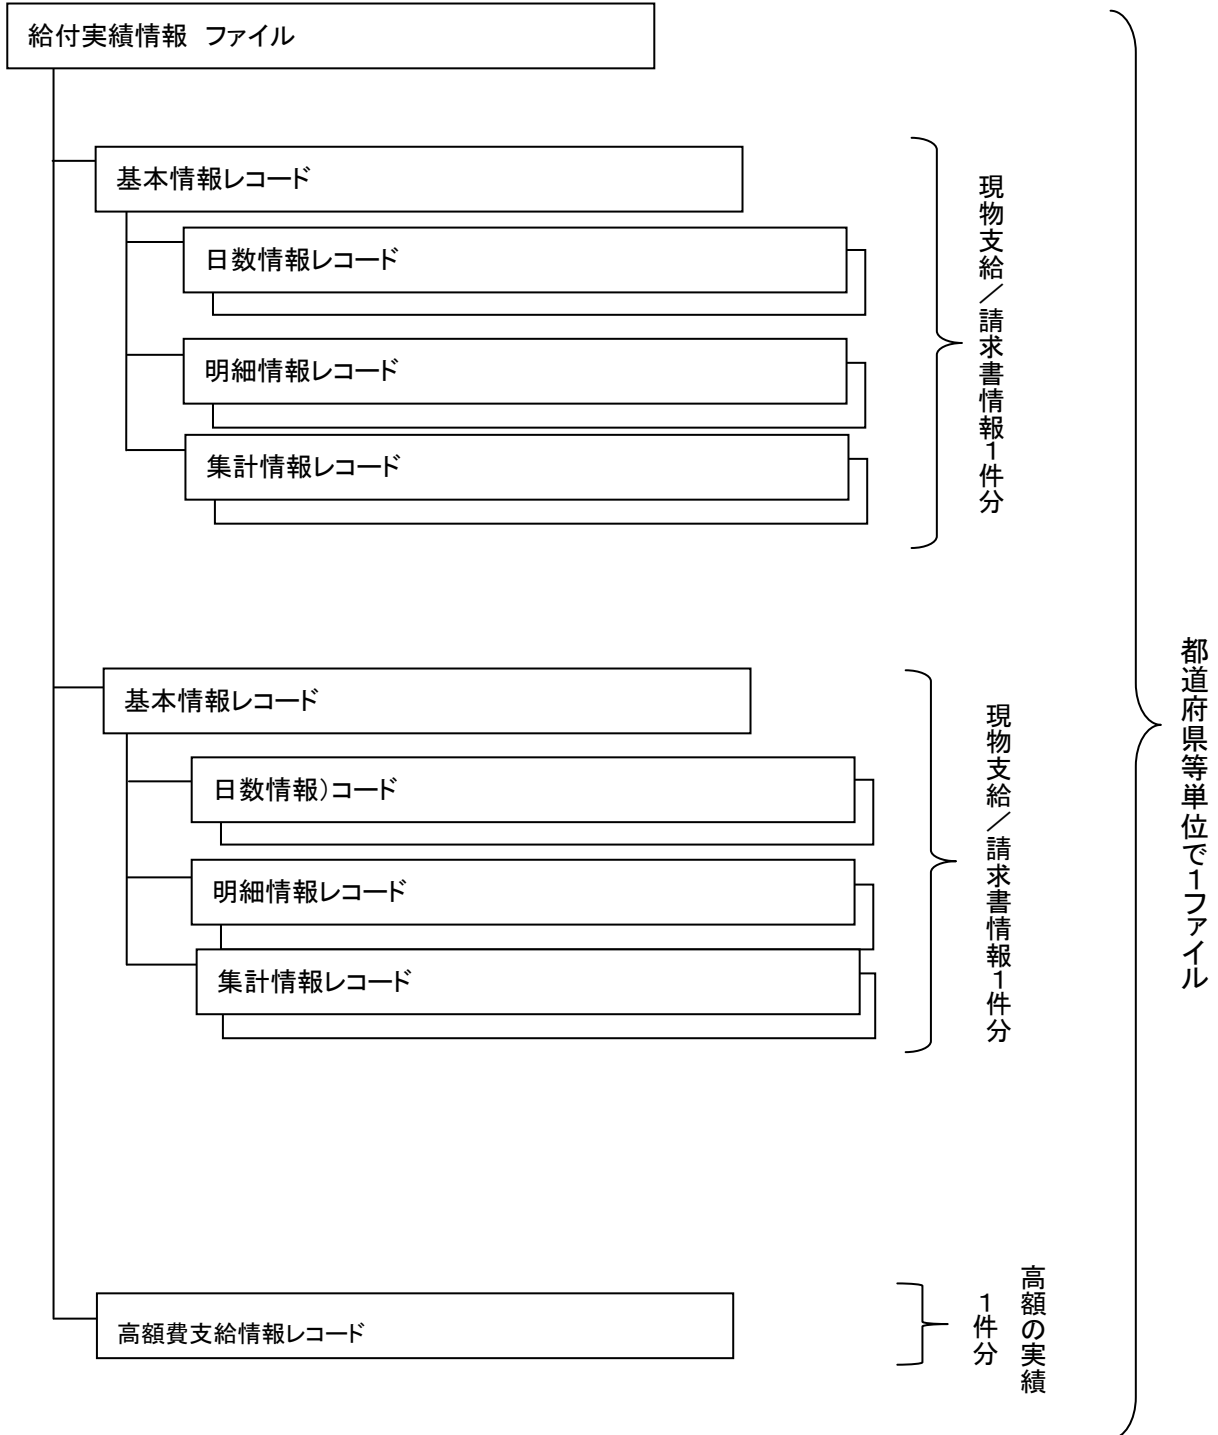 給付実績情報　ファイル
基本情報レコード
日数情報レコード
明細情報レコード
集計情報レコード
現物支給／請求書情報１件分
基本情報レコード
日数情報）コード
明細情報レコード
集計情報レコード
現物支給／請求書情報１件分
高額費支給情報レコード
高額の実績
１件分
都道府県等単位で１ファイル